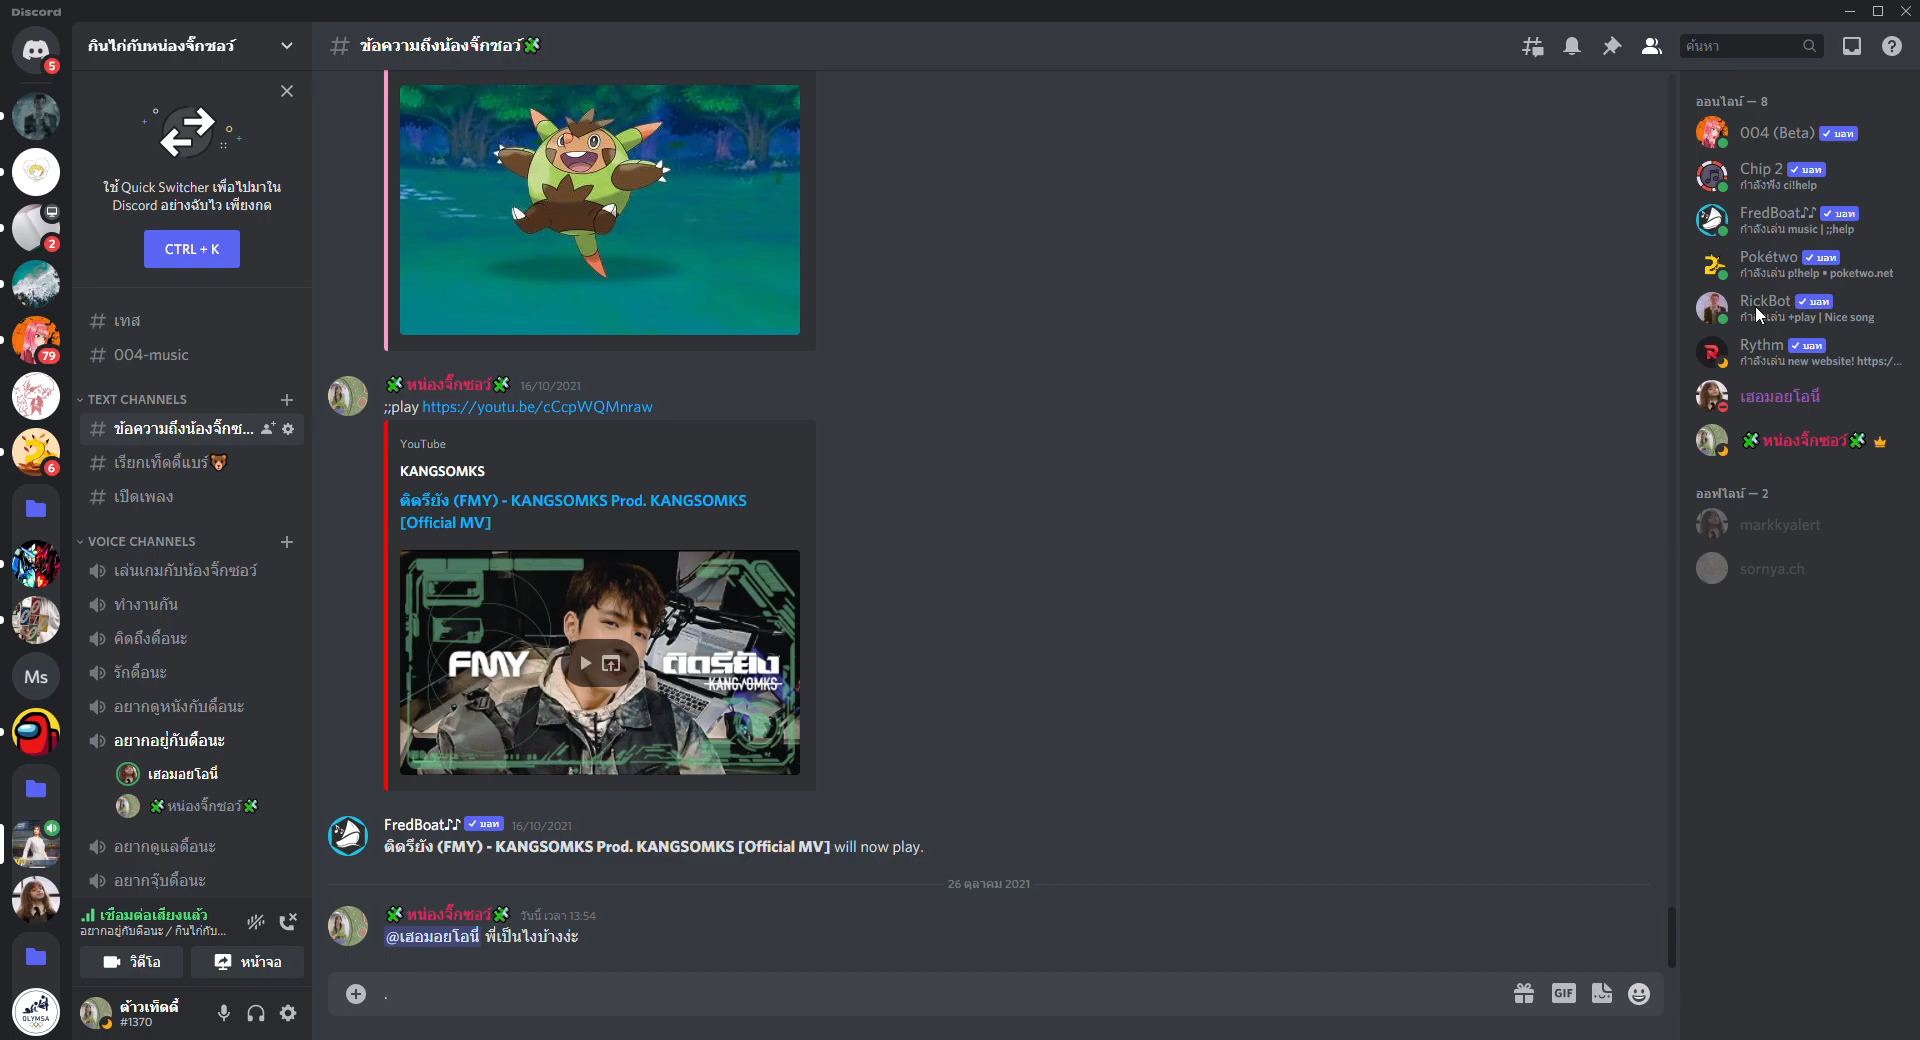 Discord
5
2
79
6
Ms
OLYMSA
กินไก่กับหน่องจิ๊กซอว์
ใช้ Quick Switcher เพื่อไปมาใน
Discord อย่างฉับไว เพียงกด
CTRL + K
เทส
004-music
TEXT CHANNELS
ข้อความถึงน้องจิ๊กซ...
เรียกเท็ดดี้แบร์🐻
เปิดเพลง
VOICE CHANNELS
เล่นเกมกับน้องจิ๊กซอว์
ทำงานกัน
คิดถึงดื้อนะ
รักดื้อนะ
อยากดูหนังกับดื้อนะ
อยากอยู่กับดื้อนะ
เฮอมอยโอนี่
🧩หน่องจิ๊กซอว์🧩
อยากดูแลดื้อนะ
อยากจุ๊บดื้อนะ
เชื่อมต่อเสียงแล้ว
อยากอยู่กับดื้อนะ / กินไก่กับ...
วิดีโอ
หน้าจอ
ต้าวเท็ดดี้
#1370
ข้อความถึงน้องจิ๊กซอว์🧩
ค้นหา
🧩หน่องจิ๊กซอว์🧩 16/10/2021
;;play https://youtu.be/cCcpWQMnraw
YouTube
KANGSOMKS
ติดรึยัง (FMY) - KANGSOMKS Prod. KANGSOMKS
[Official MV]
FMY
ติดรึยัง
KANGSOMKS
FredBoat♪♪ ✓ บอท 16/10/2021
ติดรึยัง (FMY) - KANGSOMKS Prod. KANGSOMKS [Official MV] will now play.
26 ตุลาคม 2021
🧩หน่องจิ๊กซอว์🧩 วันนี้ เวลา 13:54
@เฮอมอยโอนี่ พี่เป็นไงบ้างง่ะ
.
GIF
ออนไลน์ — 8
004 (Beta) ✓ บอท
Chip 2 ✓ บอท
กำลังฟัง ci!help
FredBoat♪♪ ✓ บอท
กำลังเล่น music | ;;help
Pokétwo ✓ บอท
กำลังเล่น p!help • poketwo.net
RickBot ✓ บอท
กำลังเล่น +play | Nice song
Rythm ✓ บอท
กำลังเล่น new website! https:/...
เฮอมอยโอนี่
🧩หน่องจิ๊กซอว์🧩
ออฟไลน์ — 2
markkyalert
sornya.ch